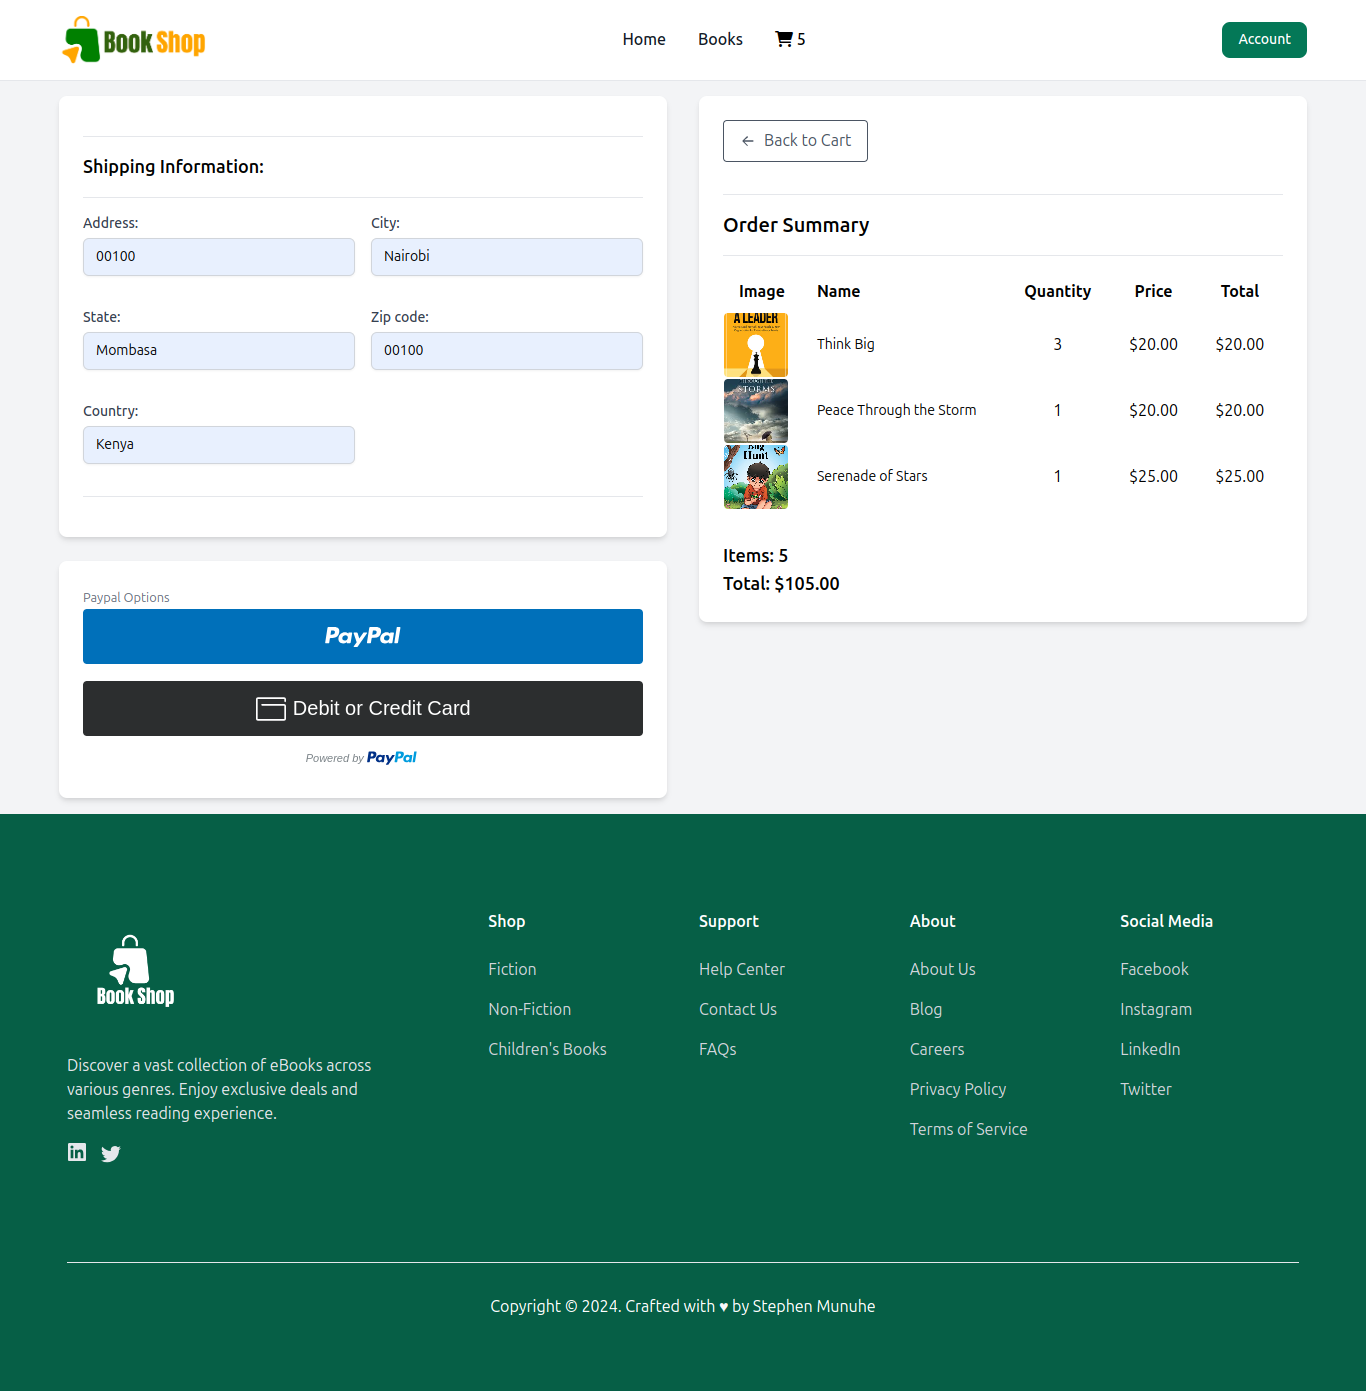 Book Shop
Home
Books
5
Account
Shipping Information:
Address:
City:
00100
Nairobi
State:
Zip code:
Mombasa
00100
Country:
Kenya
Paypal Options
PayPal
Debit or Credit Card
Powered by PayPal
← Back to Cart
Order Summary
Image Name Quantity Price Total
A LEADER
Think Big 3 $20.00 $20.00
STORMS
Peace Through the Storm 1 $20.00 $20.00
Hunt
Serenade of Stars 1 $25.00 $25.00
Items: 5
Total: $105.00
Book Shop
Discover a vast collection of eBooks across
various genres. Enjoy exclusive deals and
seamless reading experience.
in
Shop
Fiction
Non-Fiction
Children's Books
Support
Help Center
Contact Us
FAQs
About
About Us
Blog
Careers
Privacy Policy
Terms of Service
Social Media
Facebook
Instagram
LinkedIn
Twitter
Copyright © 2024. Crafted with ♥ by Stephen Munuhe